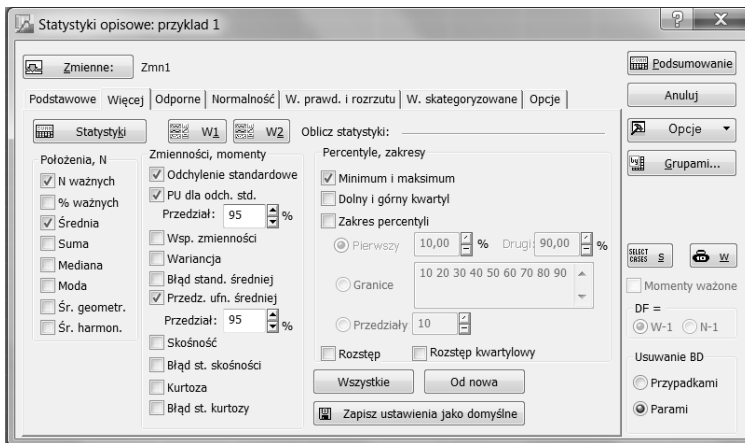 Statystyki opisowe: przykład 1
Zmienne: Zmn1
Podstawowe Więcej Odporne Normalność W. prawd. i rozrzutu W. skategoryzowane Opcje
Statystyki W1 W2 Oblicz statystyki:
Położenia, N
N ważnych
% ważnych
Średnia
Suma
Mediana
Moda
Śr. geometr.
Śr. harmon.
Zmienności, momenty
Odchylenie standardowe
PU dla odch. std.
Przedział: 95 %
Wsp. zmienności
Wariancja
Błąd stand. średniej
Przedz. ufn. średniej
Przedział: 95 %
Skośność
Błąd st. skośności
Kurtoza
Błąd st. kurtozy
Percentyle, zakresy
Minimum i maksimum
Dolny i górny kwartyl
Zakres percentyli
Pierwszy 10,00 % Drugi: 90,00 %
Granice 10 20 30 40 50 60 70 80 90
Przedziały 10
Rozstęp Rozstęp kwartylowy
Wszystkie Od nowa
Zapisz ustawienia jako domyślne
Podsumowanie
Anuluj
Opcje
Grupami...
SELECT CASES S W
Momenty ważone
DF =
W-1 N-1
Usuwanie BD
Przypadkami
Parami